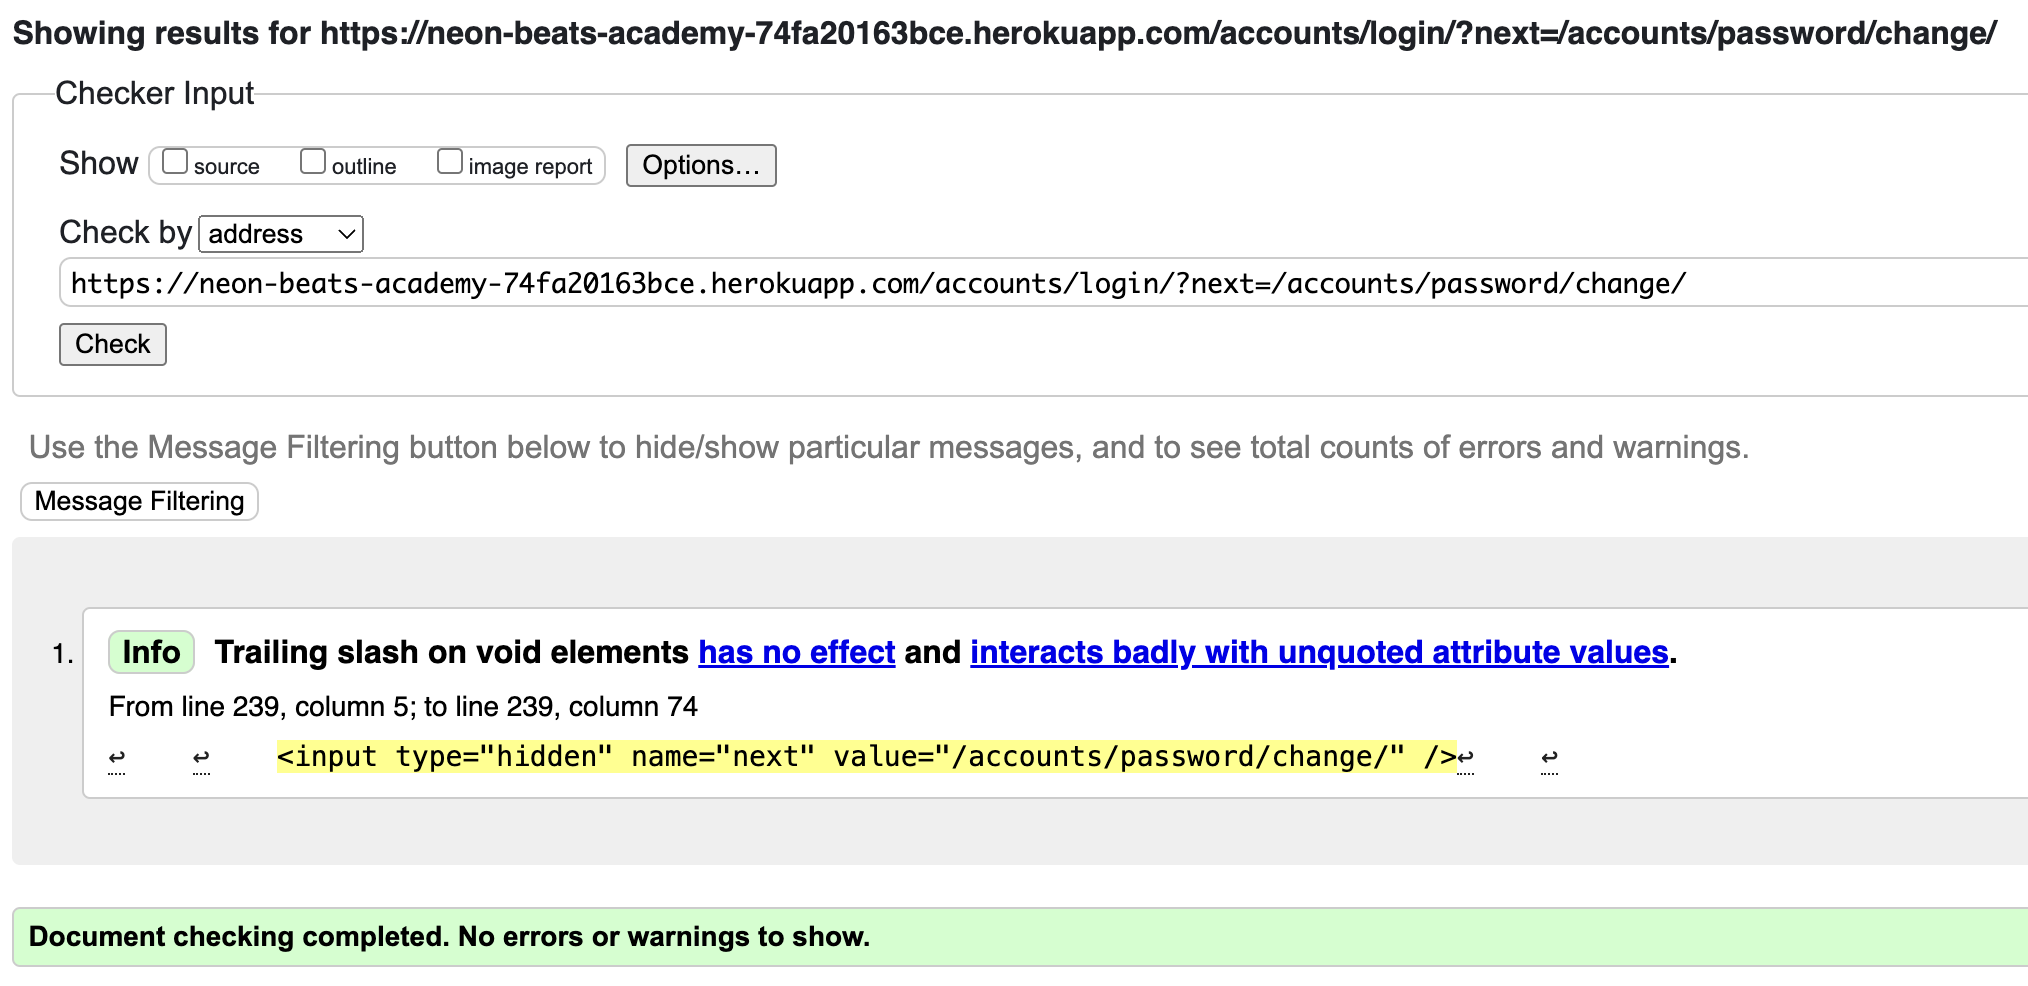 Showing results for https://neon-beats-academy-74fa20163bce.herokuapp.com/accounts/login/?next=/accounts/password/change/
Checker Input
Show source outline image report Options...
Check by address
https://neon-beats-academy-74fa20163bce.herokuapp.com/accounts/login/?next=/accounts/password/change/
Check
Use the Message Filtering button below to hide/show particular messages, and to see total counts of errors and warnings.
Message Filtering
1. Info Trailing slash on void elements has no effect and interacts badly with unquoted attribute values.
From line 239, column 5; to line 239, column 74
↩ ↩ <input type="hidden" name="next" value="/accounts/password/change/" />↩ ↩
Document checking completed. No errors or warnings to show.